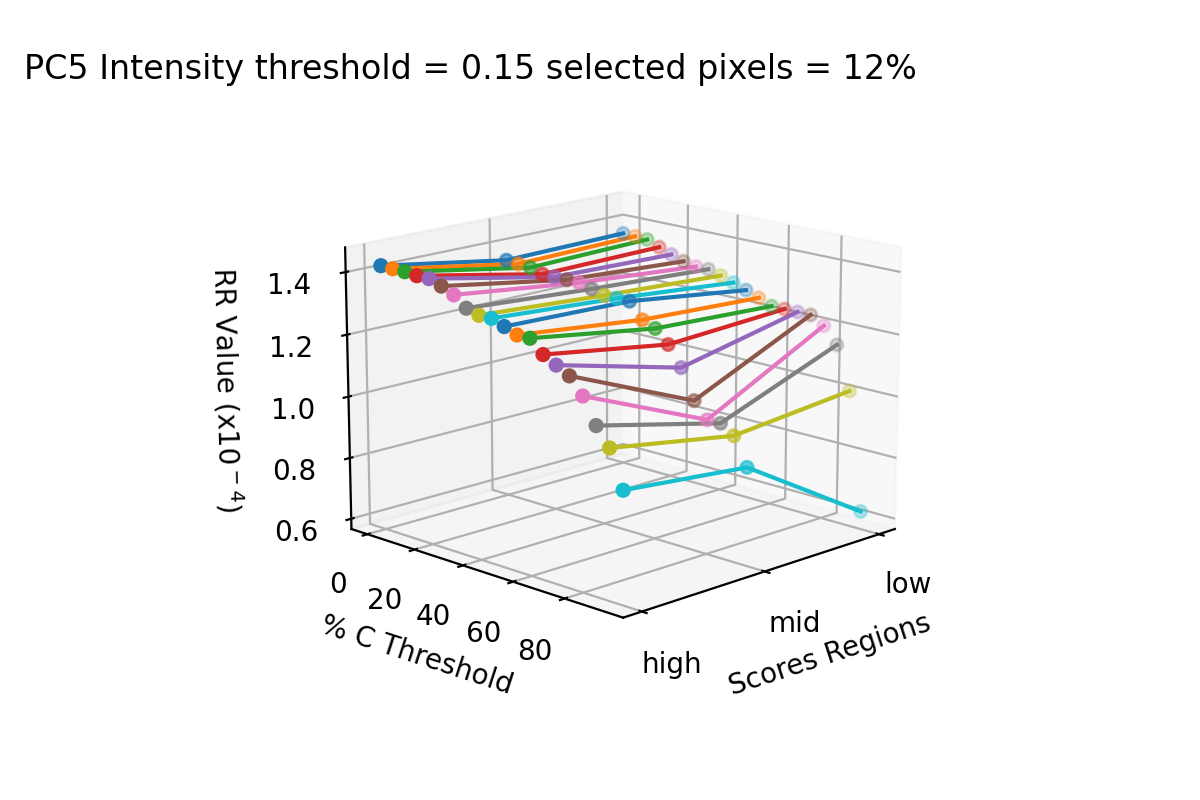 PC5 Intensity threshold = 0.15 selected pixels = 12%
RR Value (x10⁻⁴)
1.4
1.2
1.0
0.8
0.6
0
20
40
60
80
% C Threshold
high
mid
low
Scores Regions